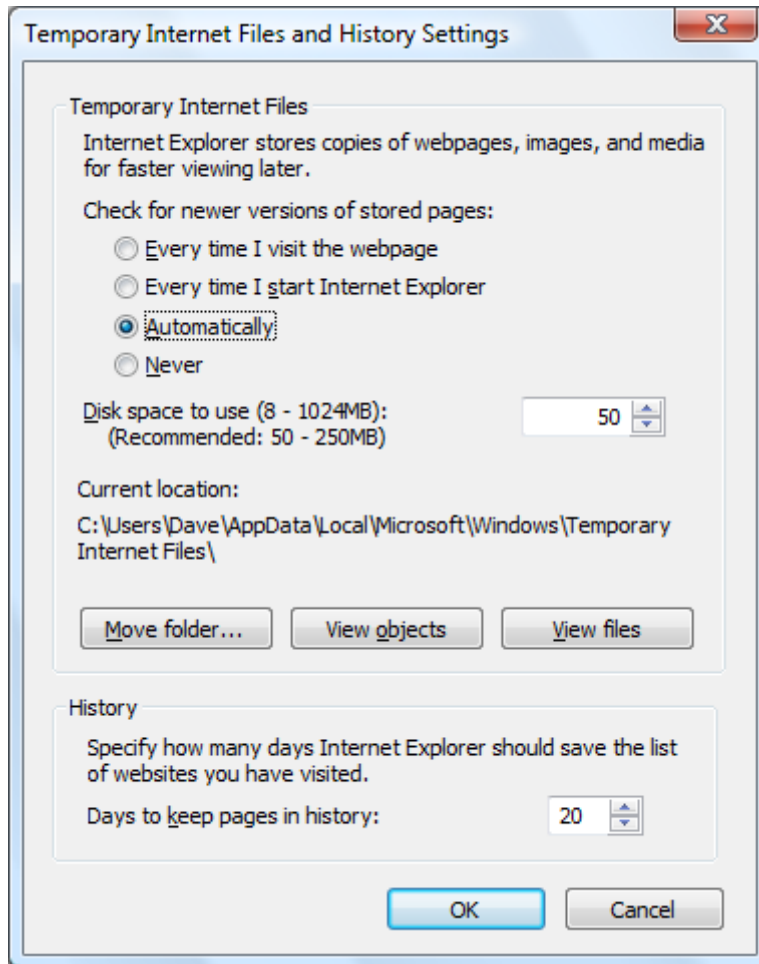 Temporary Internet Files and History Settings
Temporary Internet Files
Internet Explorer stores copies of webpages, images, and media
for faster viewing later.
Check for newer versions of stored pages:
Every time I visit the webpage
Every time I start Internet Explorer
Automatically
Never
Disk space to use (8 - 1024MB): 50
(Recommended: 50 - 250MB)
Current location:
C:\Users\Dave\AppData\Local\Microsoft\Windows\Temporary
Internet Files\
Move folder... View objects View files
History
Specify how many days Internet Explorer should save the list
of websites you have visited.
Days to keep pages in history: 20
OK Cancel